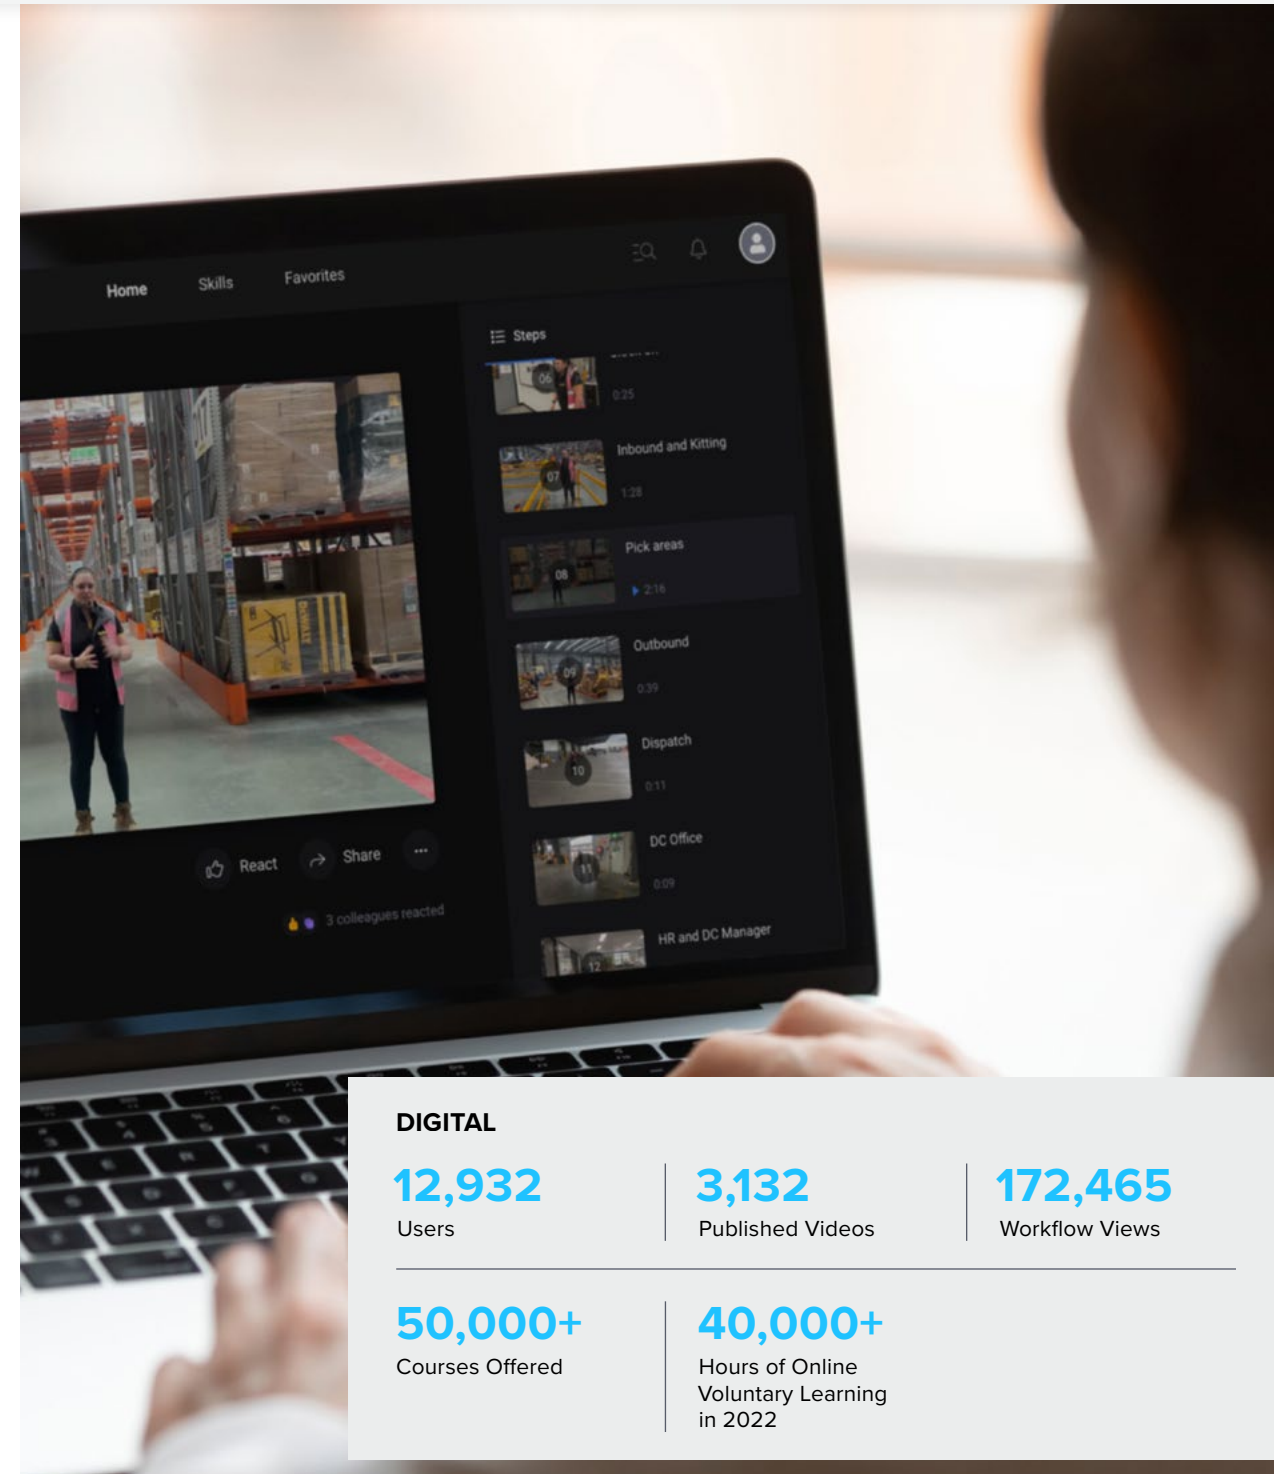 Home Skills Favorites
Steps
06
0:25
Inbound and Kitting
07
1:28
Pick areas
08
2:16
Outbound
09
0:39
Dispatch
10
0:11
DC Office
11
0:09
HR and DC Manager
12
React Share
3 colleagues reacted
DIGITAL
12,932
Users
3,132
Published Videos
172,465
Workflow Views
50,000+
Courses Offered
40,000+
Hours of Online
Voluntary Learning
in 2022